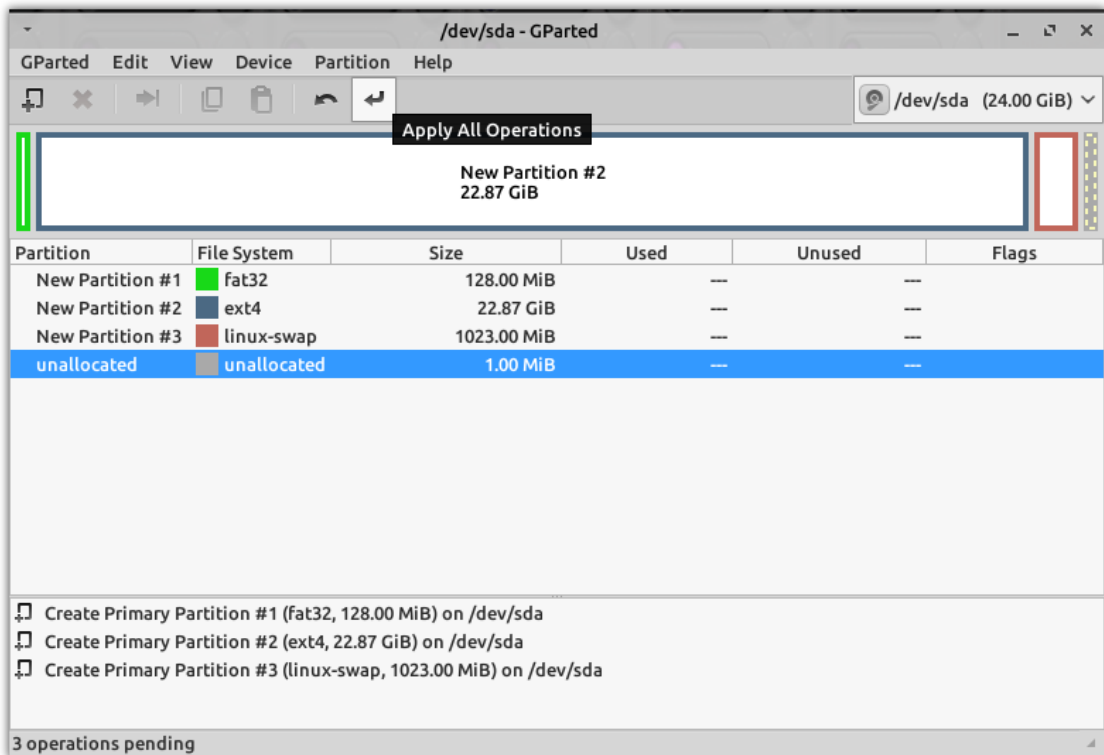 /dev/sda - GParted
GParted Edit View Device Partition Help
/dev/sda (24.00 GiB)
Apply All Operations
New Partition #2
22.87 GiB
Partition File System Size Used Unused Flags
New Partition #1 fat32 128.00 MiB --- ---
New Partition #2 ext4 22.87 GiB --- ---
New Partition #3 linux-swap 1023.00 MiB --- ---
unallocated unallocated 1.00 MiB --- ---
Create Primary Partition #1 (fat32, 128.00 MiB) on /dev/sda
Create Primary Partition #2 (ext4, 22.87 GiB) on /dev/sda
Create Primary Partition #3 (linux-swap, 1023.00 MiB) on /dev/sda
3 operations pending